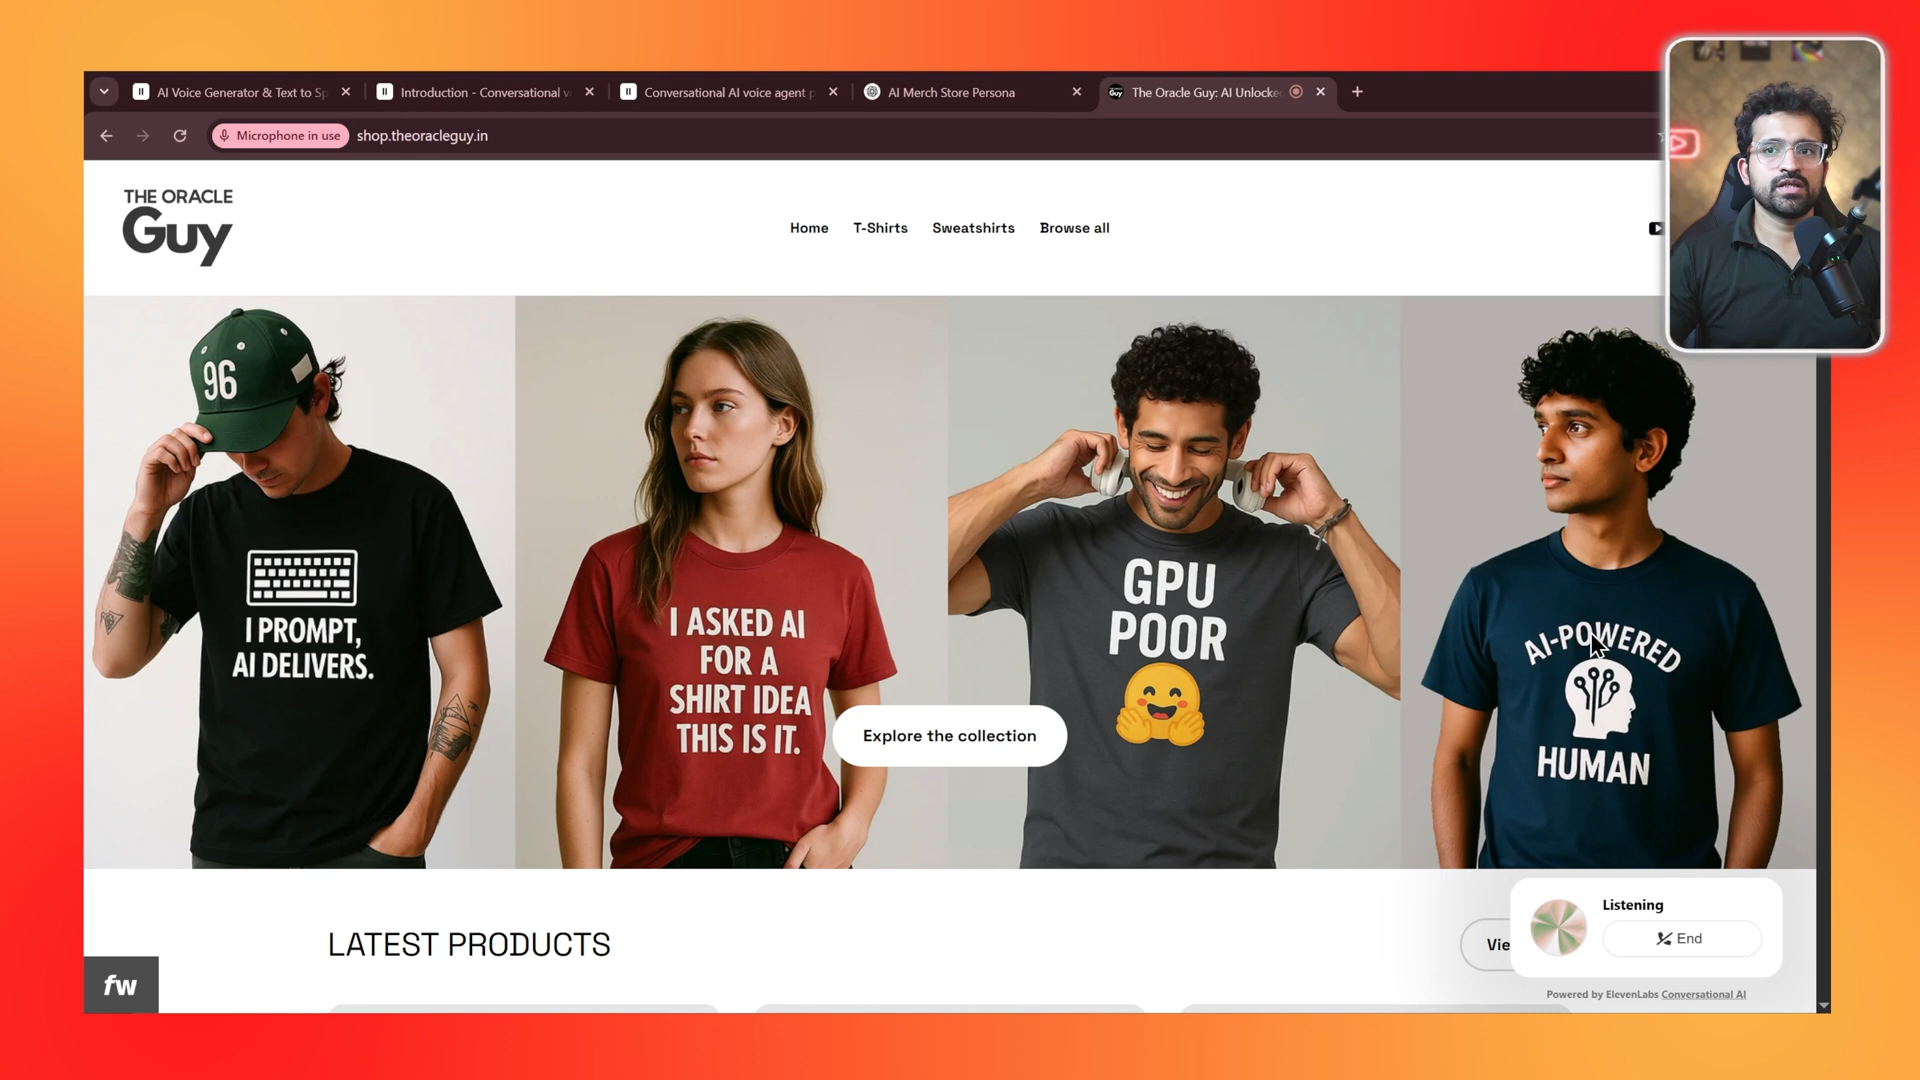 AI Voice Generator & Text to Sp
Introduction - Conversational v
Conversational AI voice agent p
AI Merch Store Persona
The Oracle Guy: AI Unlocke
Microphone in use
shop.theoracleguy.in
THE ORACLE
Guy
Home
T-Shirts
Sweatshirts
Browse all
96
I PROMPT,
AI DELIVERS.
I ASKED AI
FOR A
SHIRT IDEA
THIS IS IT.
GPU
POOR
AI-POWERED
HUMAN
Explore the collection
LATEST PRODUCTS
Vie
Listening
End
Powered by ElevenLabs Conversational AI
fw